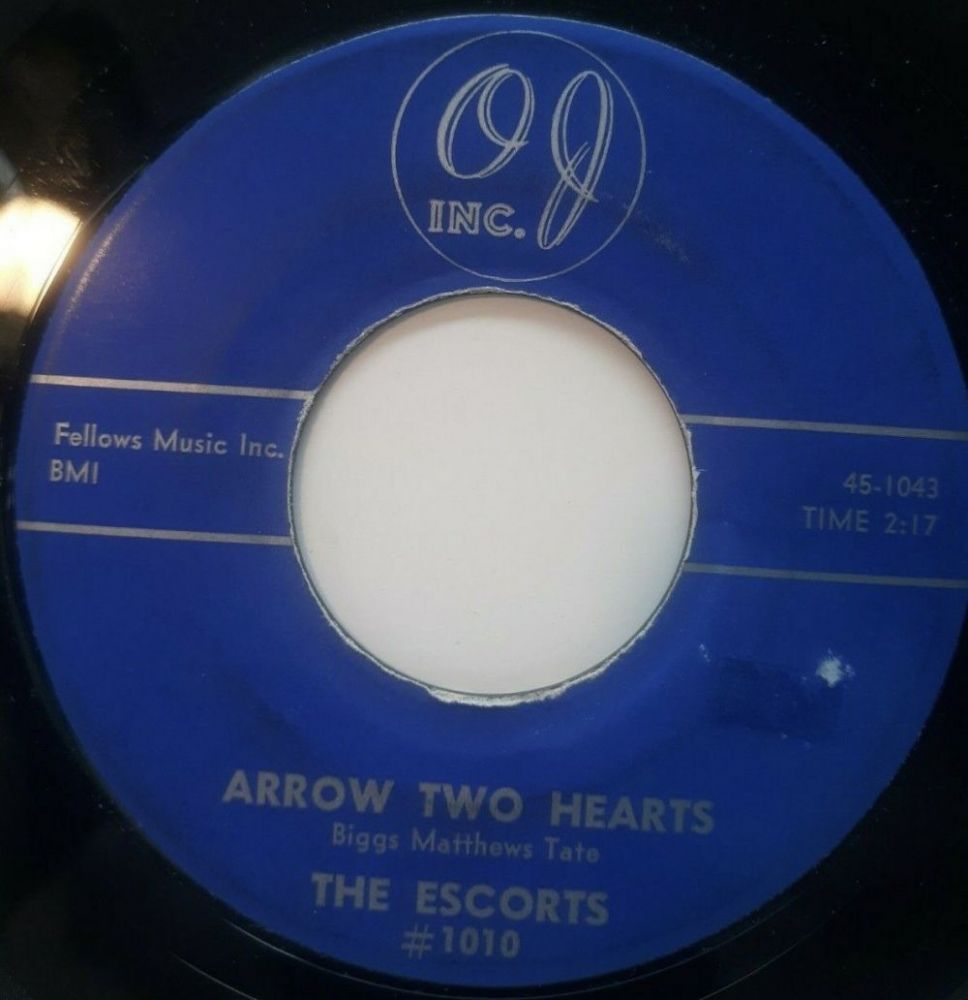 OJ
INC.
Fellows Music Inc.
BMI
45-1043
TIME 2:17
ARROW TWO HEARTS
Biggs Matthews Tate
THE ESCORTS
#1010